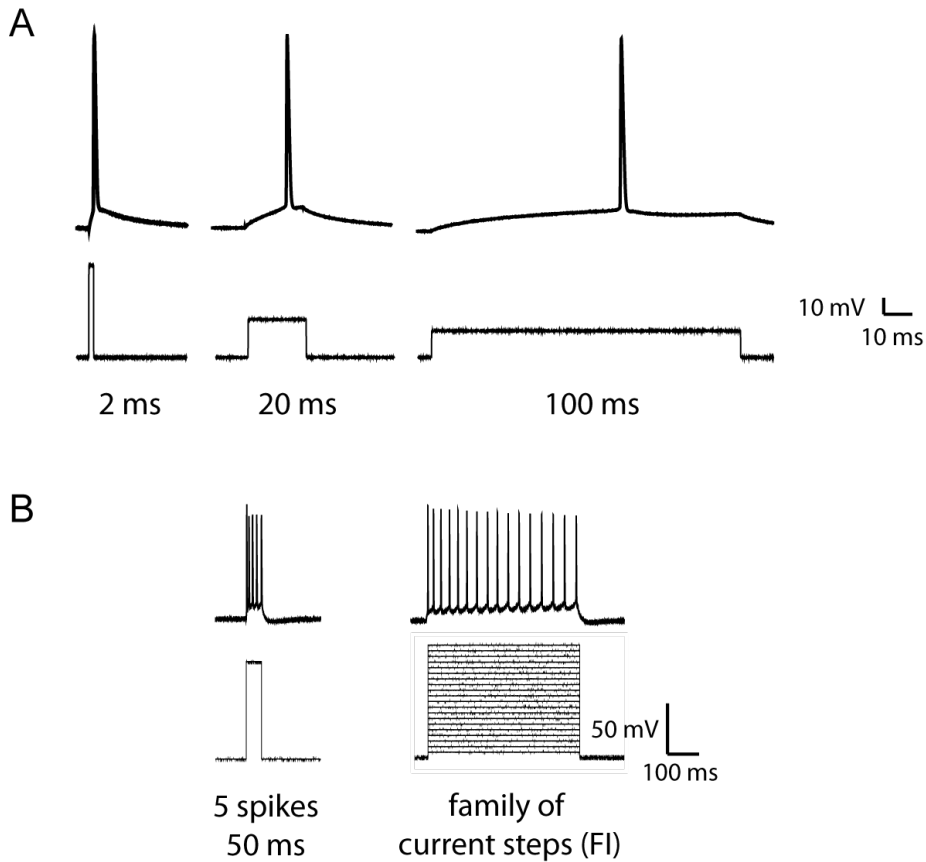 A
10 mV
10 ms
2 ms
20 ms
100 ms
B
50 mV
100 ms
5 spikes
50 ms
family of
current steps (FI)